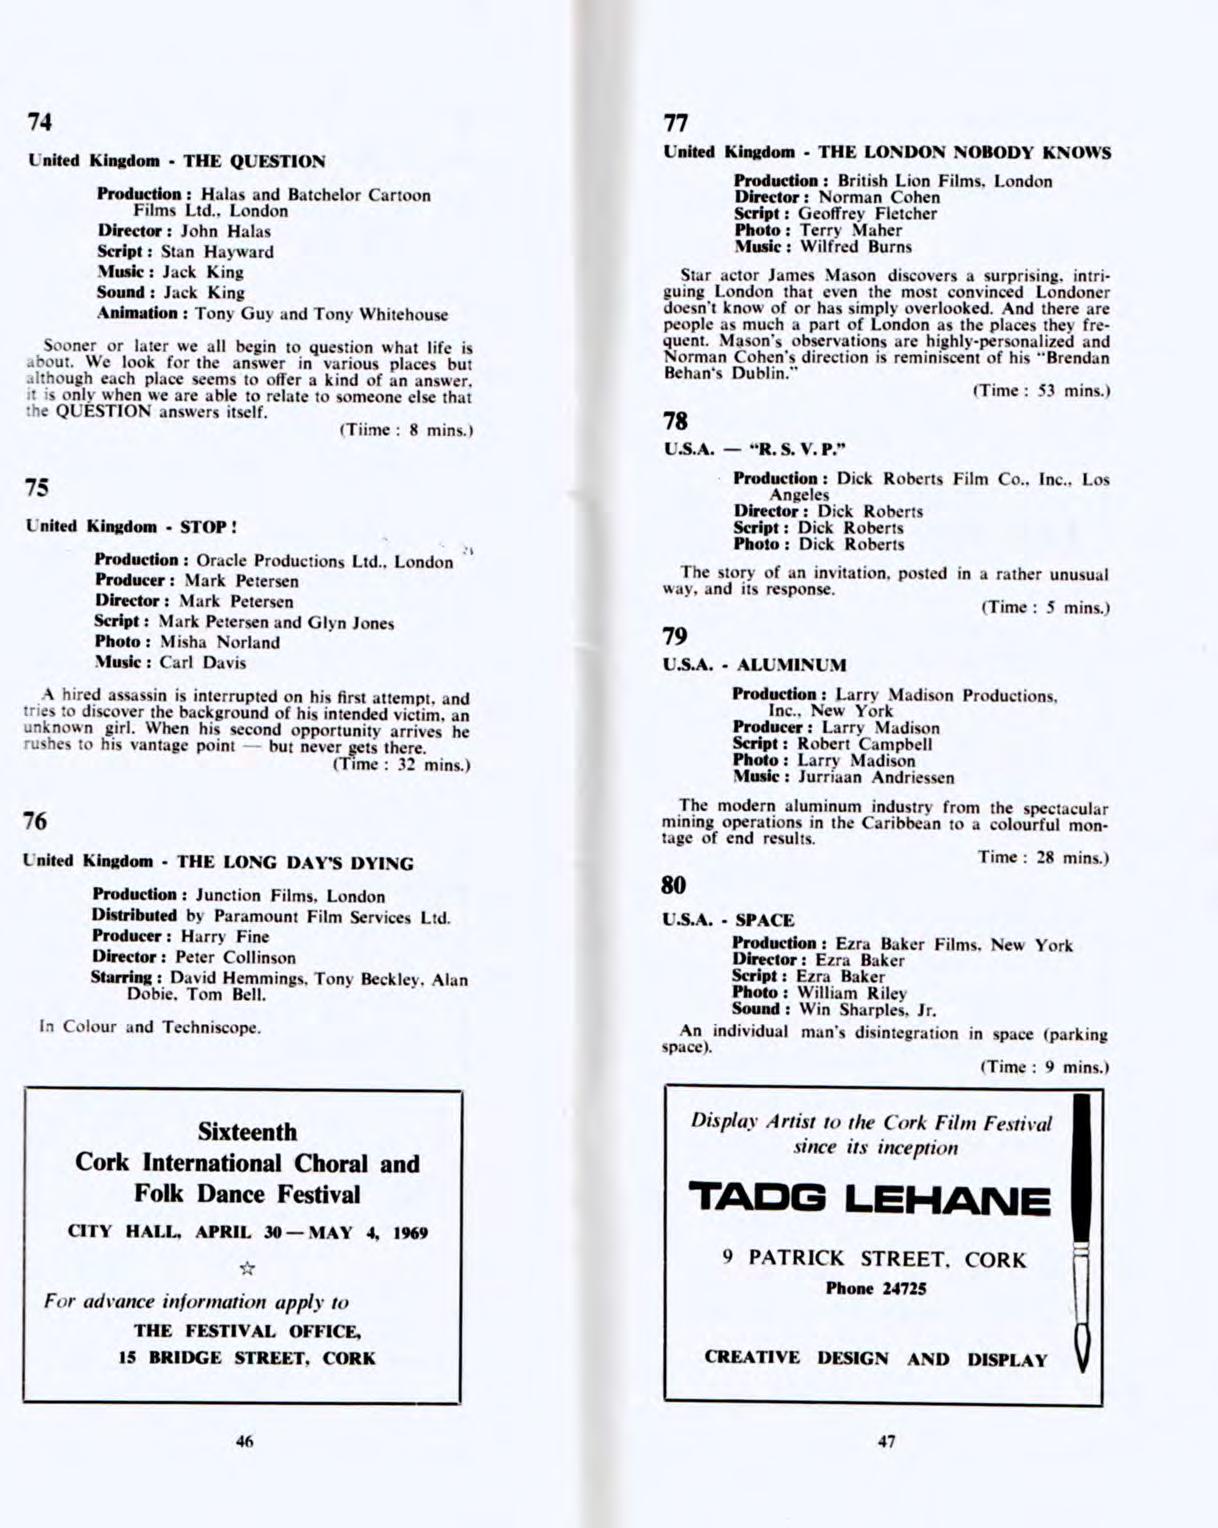 74
United Kingdom - THE QUESTION
Production : Halas and Batchelor Cartoon
Films Ltd., London
Director : John Halas
Script : Stan Hayward
Music : Jack King
Sound : Jack King
Animation : Tony Guy and Tony Whitehouse
Sooner or later we all begin to question what life is
about. We look for the answer in various places but
although each place seems to offer a kind of an answer,
it is only when we are able to relate to someone else that
the QUESTION answers itself.
(Tiime : 8 mins.)
75
United Kingdom - STOP !
Production : Oracle Productions Ltd., London
Producer : Mark Petersen
Director : Mark Petersen
Script : Mark Petersen and Glyn Jones
Photo : Misha Norland
Music : Carl Davis
A hired assassin is interrupted on his first attempt, and
tries to discover the background of his intended victim, an
unknown girl. When his second opportunity arrives he
rushes to his vantage point — but never gets there.
(Time : 32 mins.)
76
United Kingdom - THE LONG DAY'S DYING
Production : Junction Films, London
Distributed by Paramount Film Services Ltd.
Producer : Harry Fine
Director : Peter Collinson
Starring : David Hemmings, Tony Beckley, Alan
Dobie, Tom Bell.
In Colour and Techniscope.
Sixteenth
Cork International Choral and
Folk Dance Festival
CITY HALL, APRIL 30 — MAY 4, 1969
☆
For advance information apply to
THE FESTIVAL OFFICE,
15 BRIDGE STREET, CORK
46
77
United Kingdom - THE LONDON NOBODY KNOWS
Production : British Lion Films, London
Director : Norman Cohen
Script : Geoffrey Fletcher
Photo : Terry Maher
Music : Wilfred Burns
Star actor James Mason discovers a surprising, intri-
guing London that even the most convinced Londoner
doesn't know of or has simply overlooked. And there are
people as much a part of London as the places they fre-
quent. Mason's observations are highly-personalized and
Norman Cohen's direction is reminiscent of his "Brendan
Behan's Dublin."
(Time : 53 mins.)
78
U.S.A. — "R. S. V. P."
Production : Dick Roberts Film Co., Inc., Los
Angeles
Director : Dick Roberts
Script : Dick Roberts
Photo : Dick Roberts
The story of an invitation, posted in a rather unusual
way, and its response.
(Time : 5 mins.)
79
U.S.A. - ALUMINUM
Production : Larry Madison Productions,
Inc., New York
Producer : Larry Madison
Script : Robert Campbell
Photo : Larry Madison
Music : Jurriaan Andriessen
The modern aluminum industry from the spectacular
mining operations in the Caribbean to a colourful mon-
tage of end results.
Time : 28 mins.)
80
U.S.A. - SPACE
Production : Ezra Baker Films, New York
Director : Ezra Baker
Script : Ezra Baker
Photo : William Riley
Sound : Win Sharples, Jr.
An individual man's disintegration in space (parking
space).
(Time : 9 mins.)
Display Artist to the Cork Film Festival
since its inception
TADG LEHANE
9 PATRICK STREET, CORK
Phone 24725
CREATIVE DESIGN AND DISPLAY
47